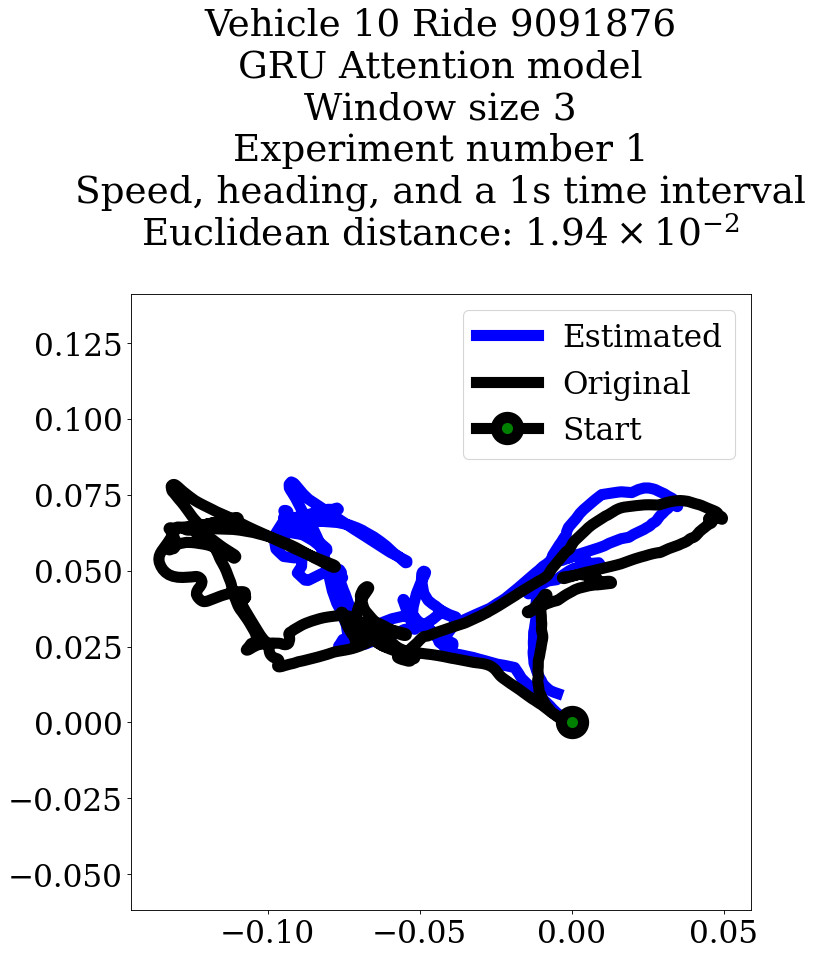 Vehicle 10 Ride 9091876
GRU Attention model
Window size 3
Experiment number 1
Speed, heading, and a 1s time interval
Euclidean distance: 1.94 × 10⁻²
Estimated
Original
Start
0.125
0.100
0.075
0.050
0.025
0.000
−0.025
−0.050
−0.10 −0.05 0.00 0.05